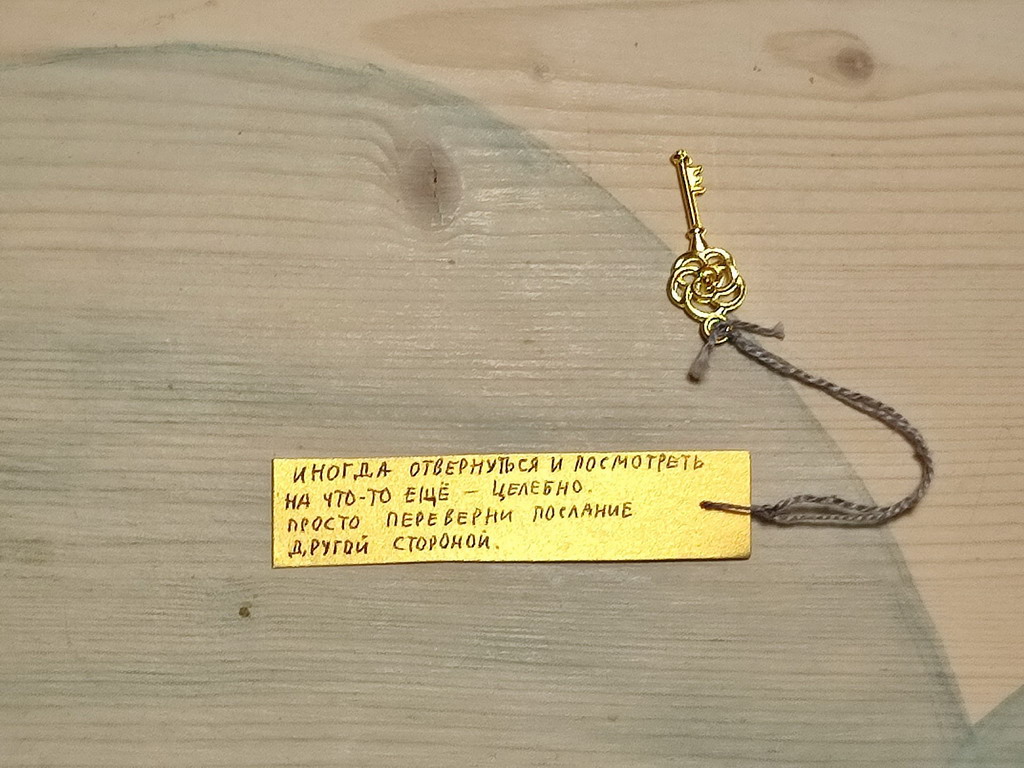 ИНОГДА ОТВЕРНУТЬСЯ И ПОСМОТРЕТЬ
НА ЧТО-ТО ЕЩЁ — ЦЕЛЕБНО.
ПРОСТО ПЕРЕВЕРНИ ПОСЛАНИЕ
ДРУГОЙ СТОРОНОЙ.